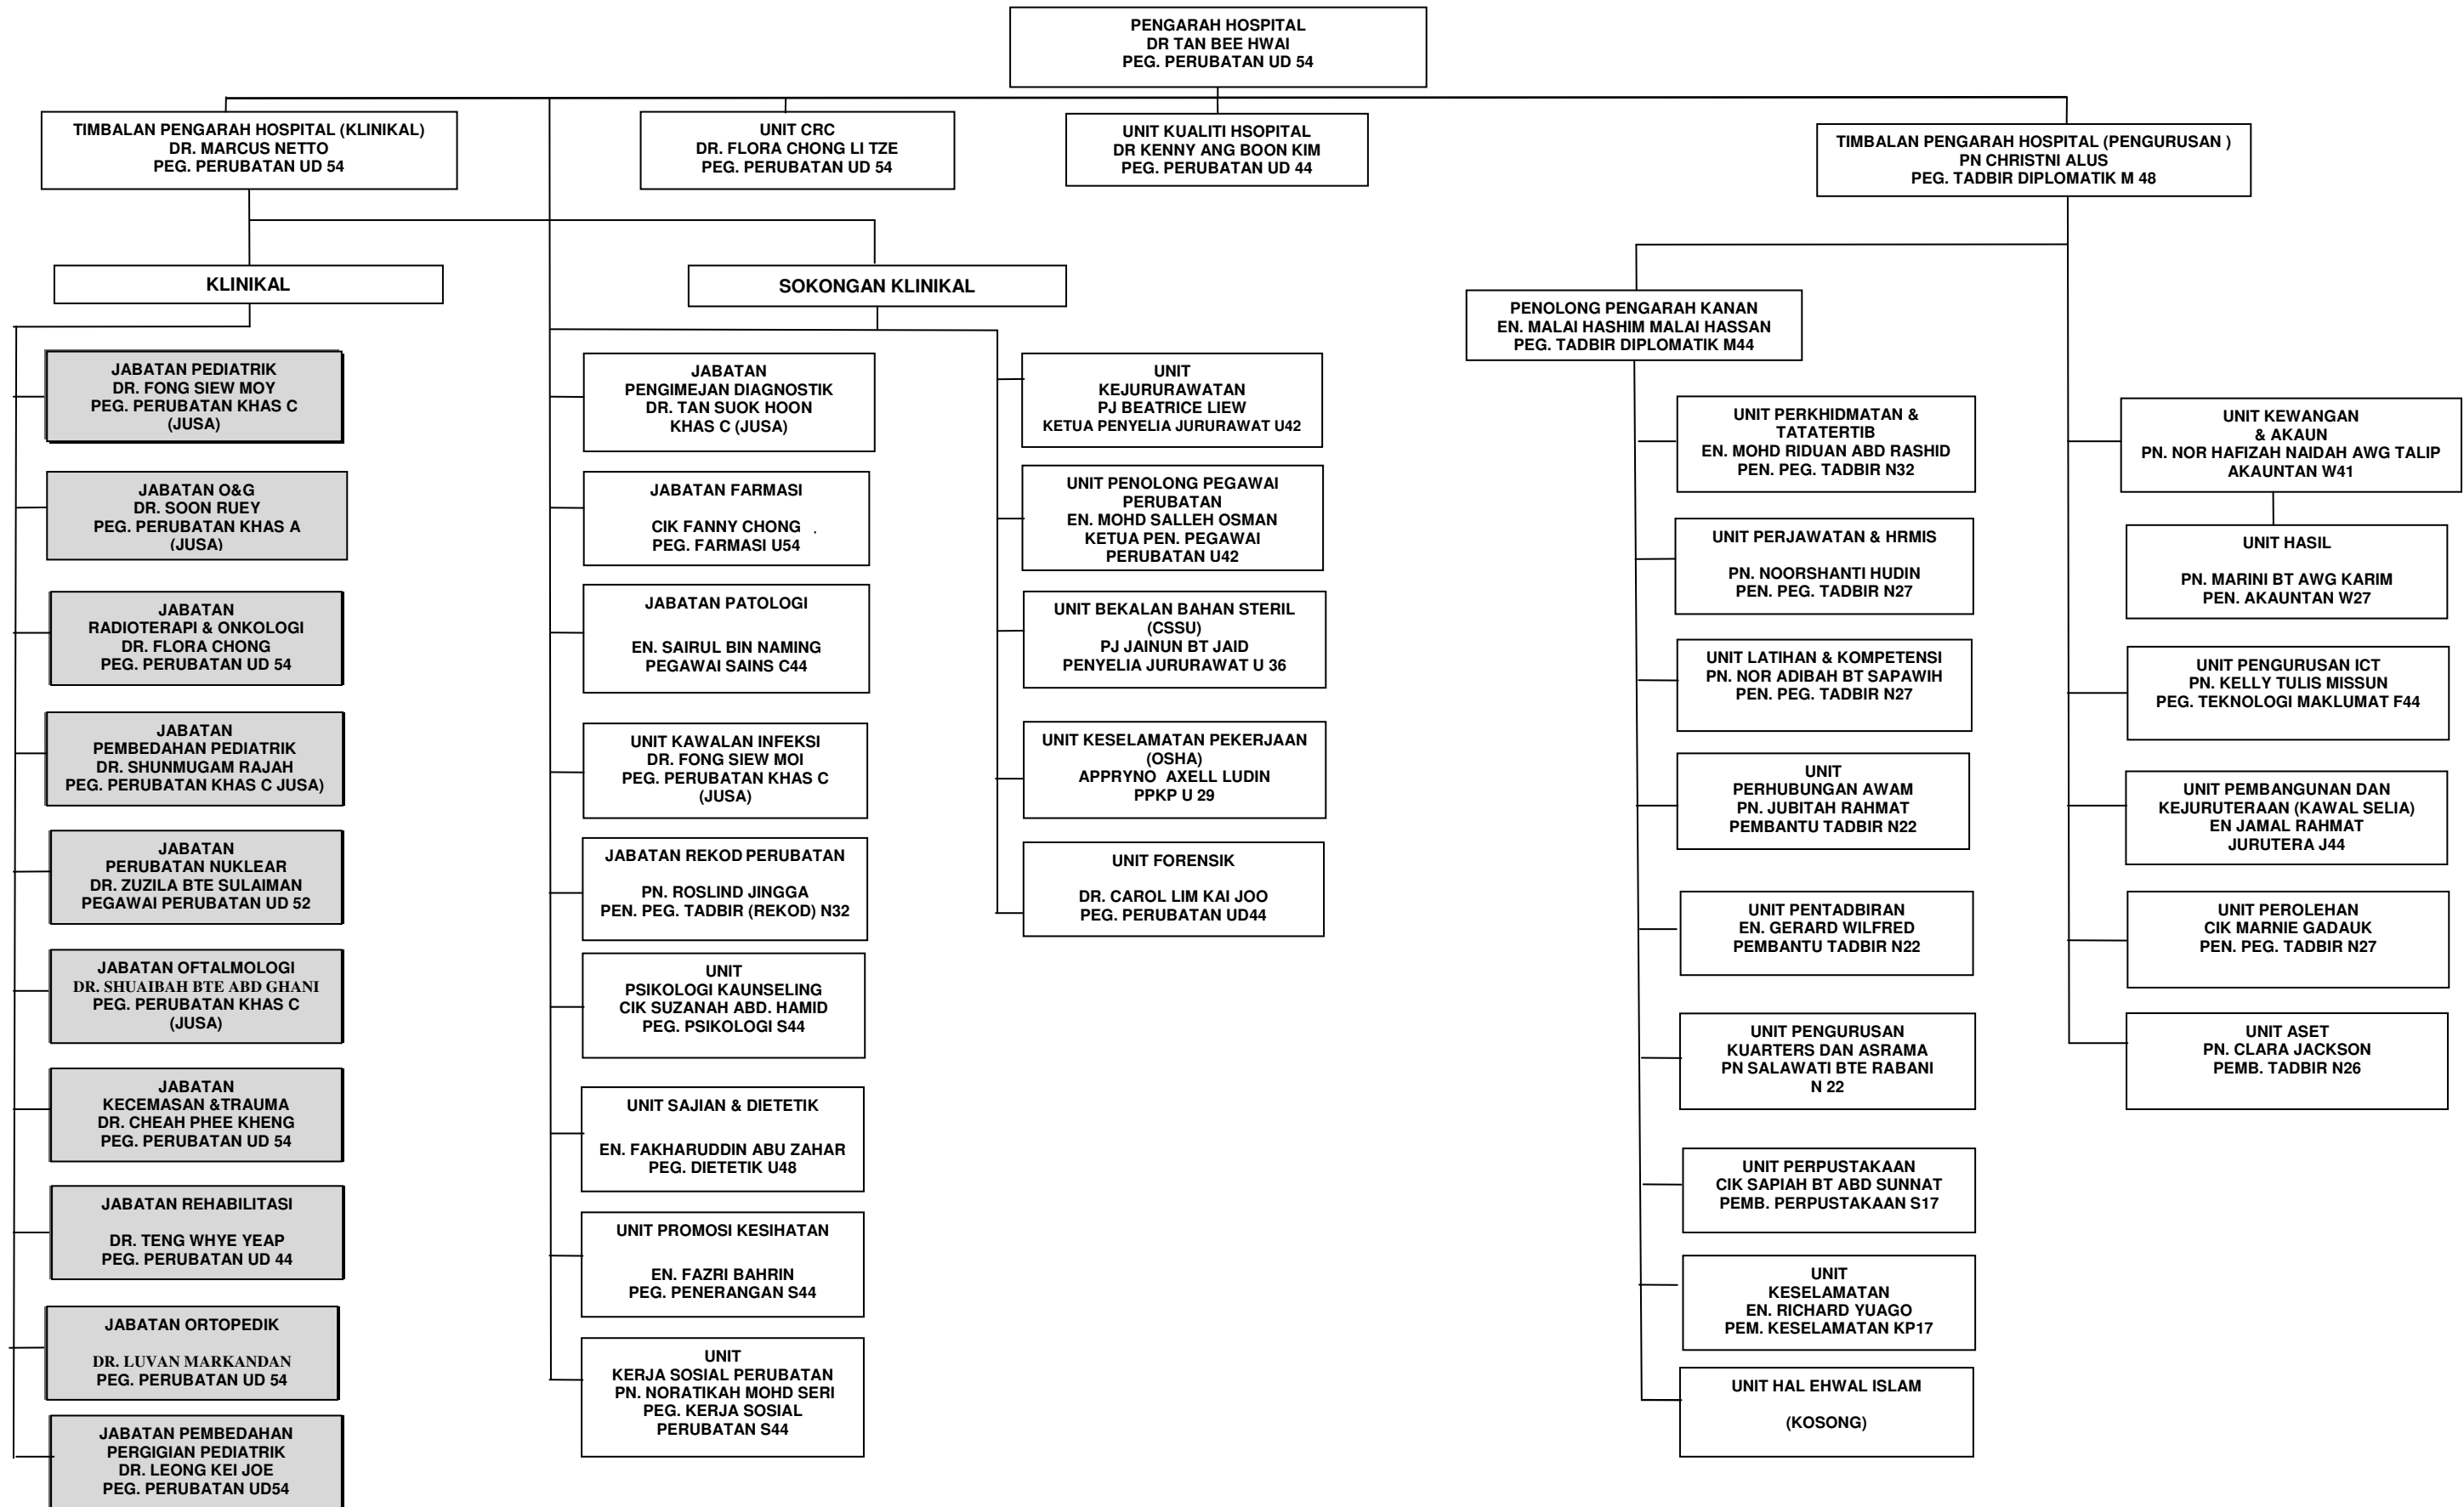 PENGARAH HOSPITAL
DR TAN BEE HWAI
PEG. PERUBATAN UD 54
TIMBALAN PENGARAH HOSPITAL (KLINIKAL)
DR. MARCUS NETTO
PEG. PERUBATAN UD 54
UNIT CRC
DR. FLORA CHONG LI TZE
PEG. PERUBATAN UD 54
UNIT KUALITI HSOPITAL
DR KENNY ANG BOON KIM
PEG. PERUBATAN UD 44
TIMBALAN PENGARAH HOSPITAL (PENGURUSAN )
PN CHRISTNI ALUS
PEG. TADBIR DIPLOMATIK M 48
KLINIKAL
SOKONGAN KLINIKAL
PENOLONG PENGARAH KANAN
EN. MALAI HASHIM MALAI HASSAN
PEG. TADBIR DIPLOMATIK M44
JABATAN PEDIATRIK
DR. FONG SIEW MOY
PEG. PERUBATAN KHAS C
(JUSA)
JABATAN O&G
DR. SOON RUEY
PEG. PERUBATAN KHAS A
(JUSA)
JABATAN
RADIOTERAPI & ONKOLOGI
DR. FLORA CHONG
PEG. PERUBATAN UD 54
JABATAN
PEMBEDAHAN PEDIATRIK
DR. SHUNMUGAM RAJAH
PEG. PERUBATAN KHAS C JUSA)
JABATAN
PERUBATAN NUKLEAR
DR. ZUZILA BTE SULAIMAN
PEGAWAI PERUBATAN UD 52
JABATAN OFTALMOLOGI
DR. SHUAIBAH BTE ABD GHANI
PEG. PERUBATAN KHAS C
(JUSA)
JABATAN
KECEMASAN &TRAUMA
DR. CHEAH PHEE KHENG
PEG. PERUBATAN UD 54
JABATAN REHABILITASI
DR. TENG WHYE YEAP
PEG. PERUBATAN UD 44
JABATAN ORTOPEDIK
DR. LUVAN MARKANDAN
PEG. PERUBATAN UD 54
JABATAN PEMBEDAHAN
PERGIGIAN PEDIATRIK
DR. LEONG KEI JOE
PEG. PERUBATAN UD54
JABATAN
PENGIMEJAN DIAGNOSTIK
DR. TAN SUOK HOON
KHAS C (JUSA)
JABATAN FARMASI
CIK FANNY CHONG .
PEG. FARMASI U54
JABATAN PATOLOGI
EN. SAIRUL BIN NAMING
PEGAWAI SAINS C44
UNIT KAWALAN INFEKSI
DR. FONG SIEW MOI
PEG. PERUBATAN KHAS C
(JUSA)
JABATAN REKOD PERUBATAN
PN. ROSLIND JINGGA
PEN. PEG. TADBIR (REKOD) N32
UNIT
PSIKOLOGI KAUNSELING
CIK SUZANAH ABD. HAMID
PEG. PSIKOLOGI S44
UNIT SAJIAN & DIETETIK
EN. FAKHARUDDIN ABU ZAHAR
PEG. DIETETIK U48
UNIT PROMOSI KESIHATAN
EN. FAZRI BAHRIN
PEG. PENERANGAN S44
UNIT
KERJA SOSIAL PERUBATAN
PN. NORATIKAH MOHD SERI
PEG. KERJA SOSIAL
PERUBATAN S44
UNIT
KEJURURAWATAN
PJ BEATRICE LIEW
KETUA PENYELIA JURURAWAT U42
UNIT PENOLONG PEGAWAI
PERUBATAN
EN. MOHD SALLEH OSMAN
KETUA PEN. PEGAWAI
PERUBATAN U42
UNIT BEKALAN BAHAN STERIL
(CSSU)
PJ JAINUN BT JAID
PENYELIA JURURAWAT U 36
UNIT KESELAMATAN PEKERJAAN
(OSHA)
APPRYNO AXELL LUDIN
PPKP U 29
UNIT FORENSIK
DR. CAROL LIM KAI JOO
PEG. PERUBATAN UD44
UNIT PERKHIDMATAN &
TATATERTIB
EN. MOHD RIDUAN ABD RASHID
PEN. PEG. TADBIR N32
UNIT PERJAWATAN & HRMIS
PN. NOORSHANTI HUDIN
PEN. PEG. TADBIR N27
UNIT LATIHAN & KOMPETENSI
PN. NOR ADIBAH BT SAPAWIH
PEN. PEG. TADBIR N27
UNIT
PERHUBUNGAN AWAM
PN. JUBITAH RAHMAT
PEMBANTU TADBIR N22
UNIT PENTADBIRAN
EN. GERARD WILFRED
PEMBANTU TADBIR N22
UNIT PENGURUSAN
KUARTERS DAN ASRAMA
PN SALAWATI BTE RABANI
N 22
UNIT PERPUSTAKAAN
CIK SAPIAH BT ABD SUNNAT
PEMB. PERPUSTAKAAN S17
UNIT
KESELAMATAN
EN. RICHARD YUAGO
PEM. KESELAMATAN KP17
UNIT HAL EHWAL ISLAM
(KOSONG)
UNIT KEWANGAN
& AKAUN
PN. NOR HAFIZAH NAIDAH AWG TALIP
AKAUNTAN W41
UNIT HASIL
PN. MARINI BT AWG KARIM
PEN. AKAUNTAN W27
UNIT PENGURUSAN ICT
PN. KELLY TULIS MISSUN
PEG. TEKNOLOGI MAKLUMAT F44
UNIT PEMBANGUNAN DAN
KEJURUTERAAN (KAWAL SELIA)
EN JAMAL RAHMAT
JURUTERA J44
UNIT PEROLEHAN
CIK MARNIE GADAUK
PEN. PEG. TADBIR N27
UNIT ASET
PN. CLARA JACKSON
PEMB. TADBIR N26